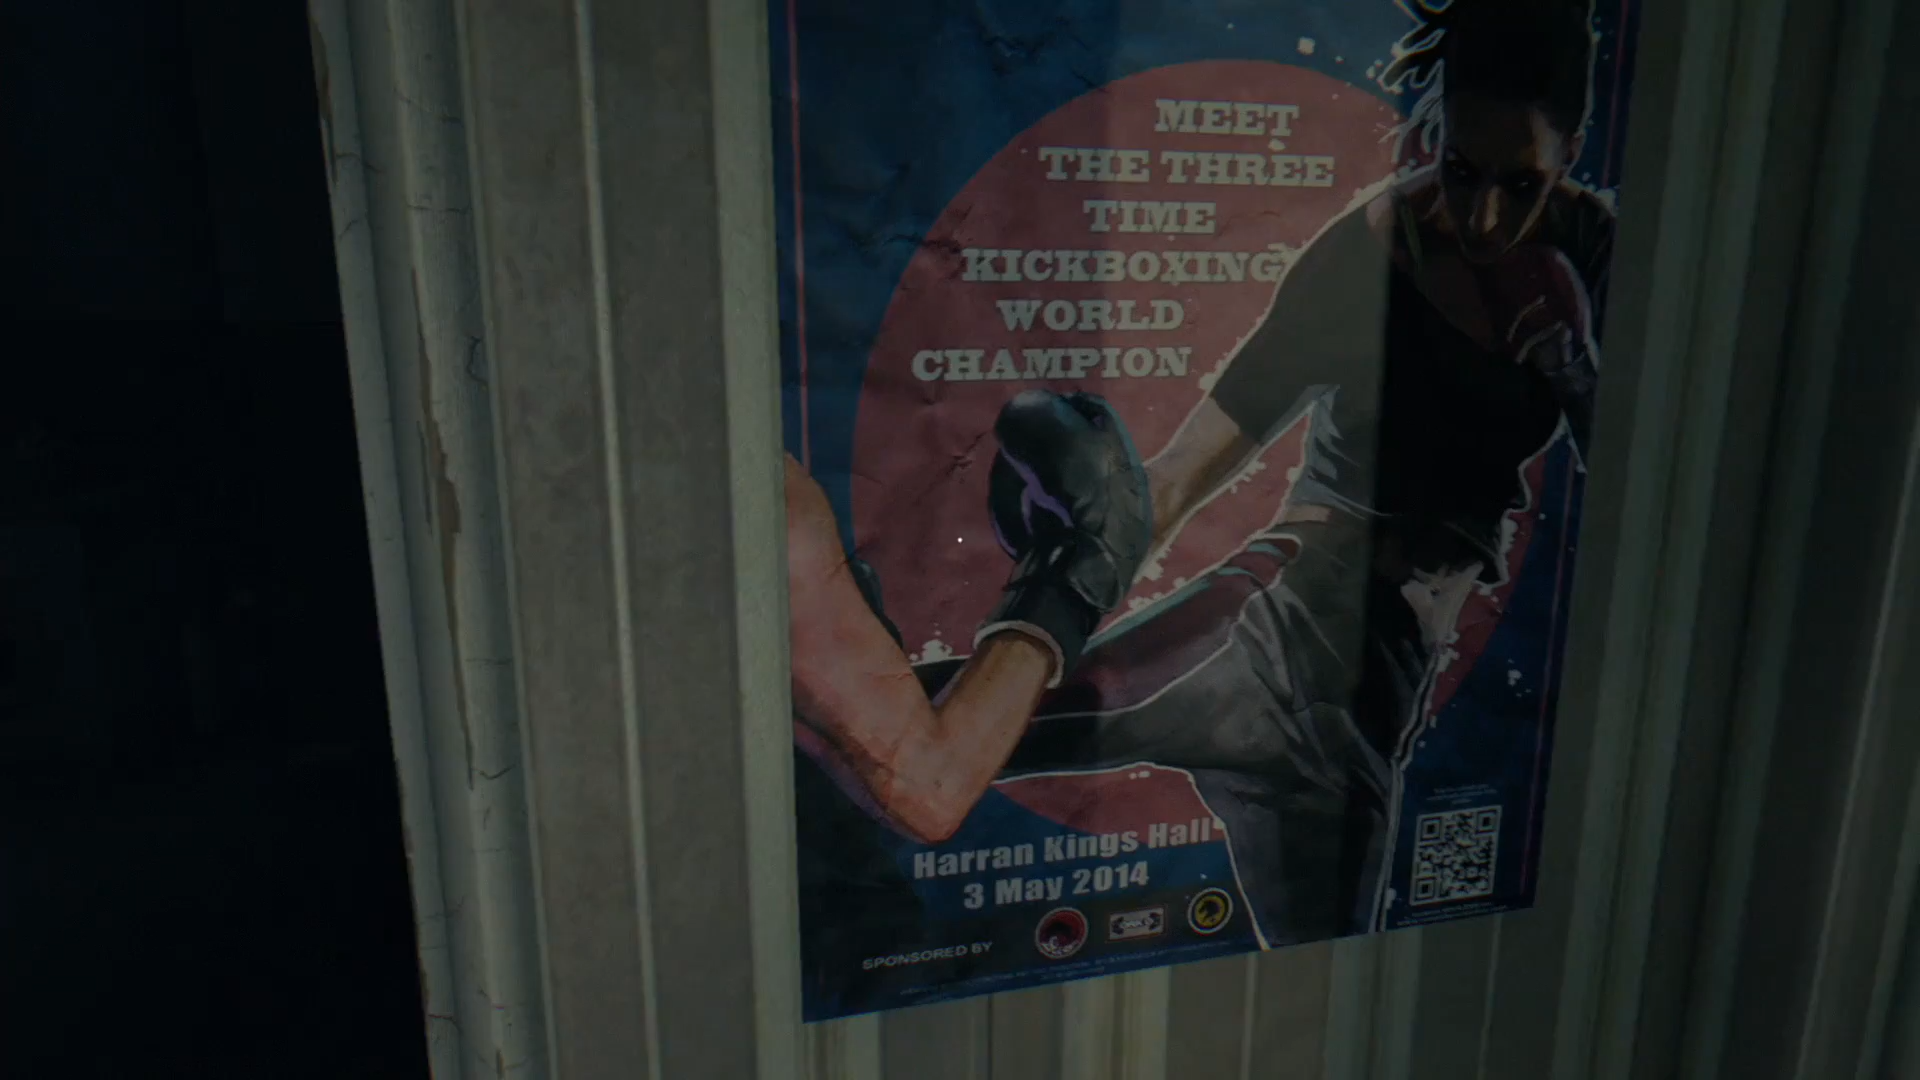 MEET
THE THREE
TIME
KICKBOXING
WORLD
CHAMPION
Harran Kings Hall
3 May 2014
SPONSORED BY